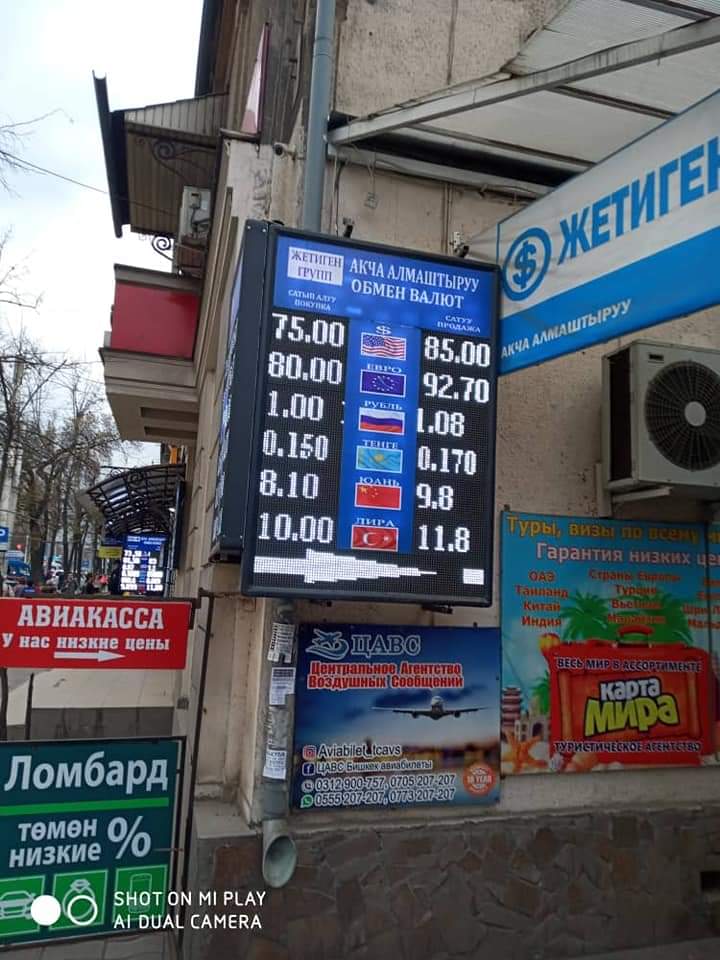 ЖЕТИГЕН
ГРУПП
АКЧА АЛМАШТЫРУУ
ОБМЕН ВАЛЮТ
САТЫП АЛУУ
ПОКУПКА
САТУУ
ПРОДАЖА
75.00 $ 85.00
80.00 ЕВРО 92.70
1.00 РУБЛЬ 1.08
0.150 ТЕНГЕ 0.170
8.10 ЮАНЬ 9.8
10.00 ЛИРА 11.8
$ ЖЕТИГЕН
АКЧА АЛМАШТЫРУУ
АВИАКАССА
У нас низкие цены
Ломбард
төмөн
низкие %
ЦАВС
Центральное Агентство
Воздушных Сообщений
Aviabilet_tcavs
ЦАВС Бишкек авиабилеты
0312 900-757, 0705 207-207
0555 207-207, 0773 207-207
Туры, визы по всему
Гарантия низких
ОАЭ
Таиланд
Китай
Индия
Страны Европы
Турция
"ВЕСЬ МИР В АССОРТИМЕНТЕ"
карта
Мира
ТУРИСТИЧЕСКОЕ АГЕНТСТВО
SHOT ON MI PLAY
AI DUAL CAMERA